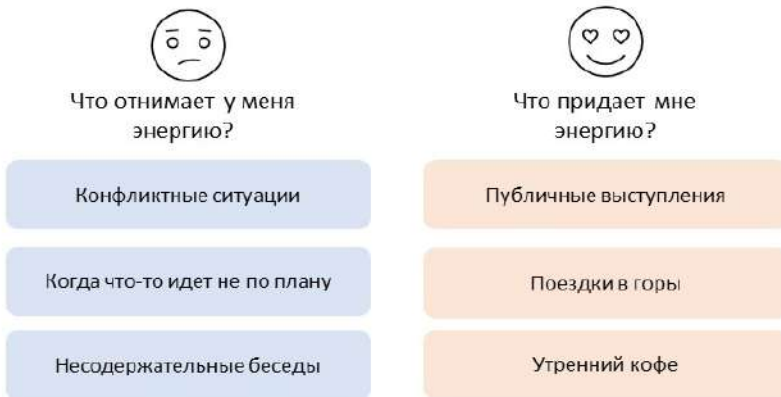 Что отнимает у меня
энергию?
Конфликтные ситуации
Когда что-то идет не по плану
Несодержательные беседы
Что придает мне
энергию?
Публичные выступления
Поездки в горы
Утренний кофе